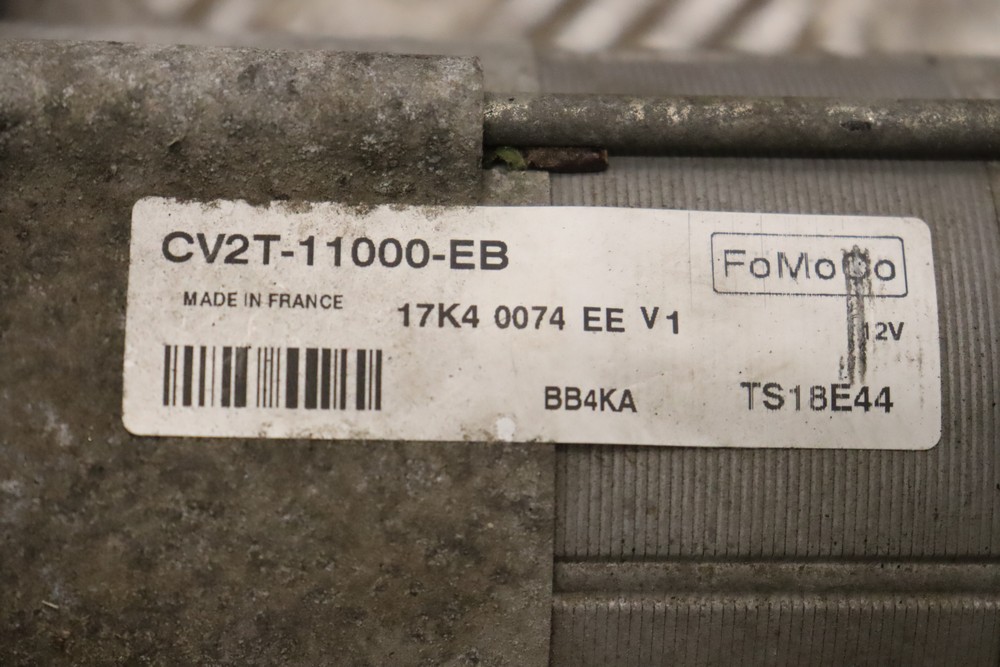 CV2T-11000-EB
FoMoCo
MADE IN FRANCE
17K4 0074 EE V1
12V
BB4KA
TS18E44